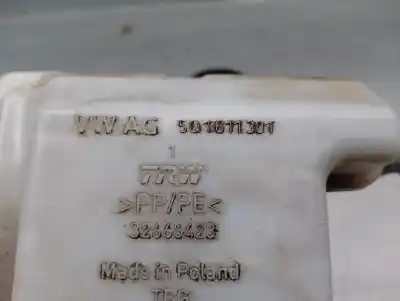 VW AG 5Q1611301
1
TRW
>PP/PE<
32668423
Made in Poland